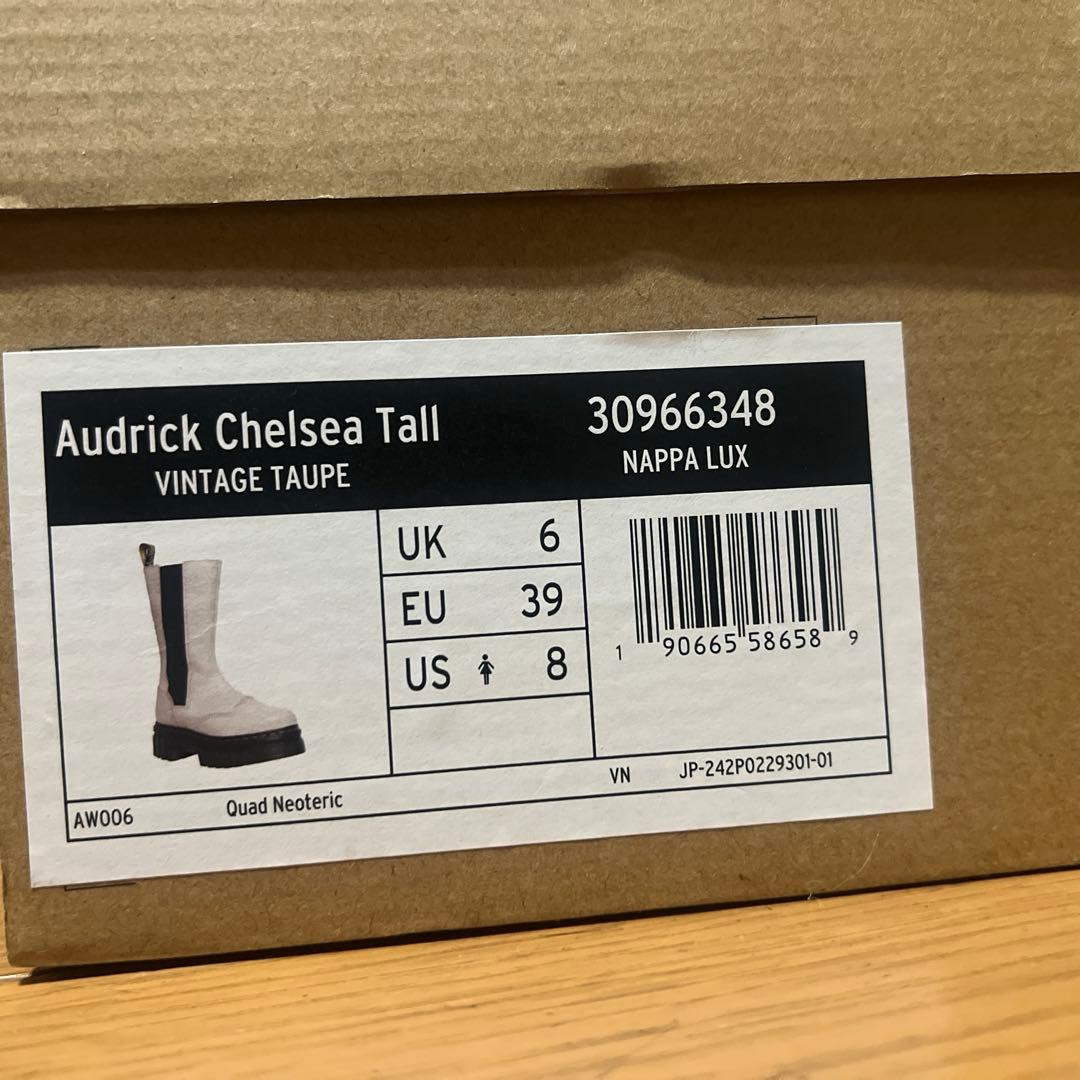 Audrick Chelsea Tall
VINTAGE TAUPE
30966348
NAPPA LUX
UK 6
EU 39
US 8
1 90665 58658 9
VN JP-242P0229301-01
AW006 Quad Neoteric